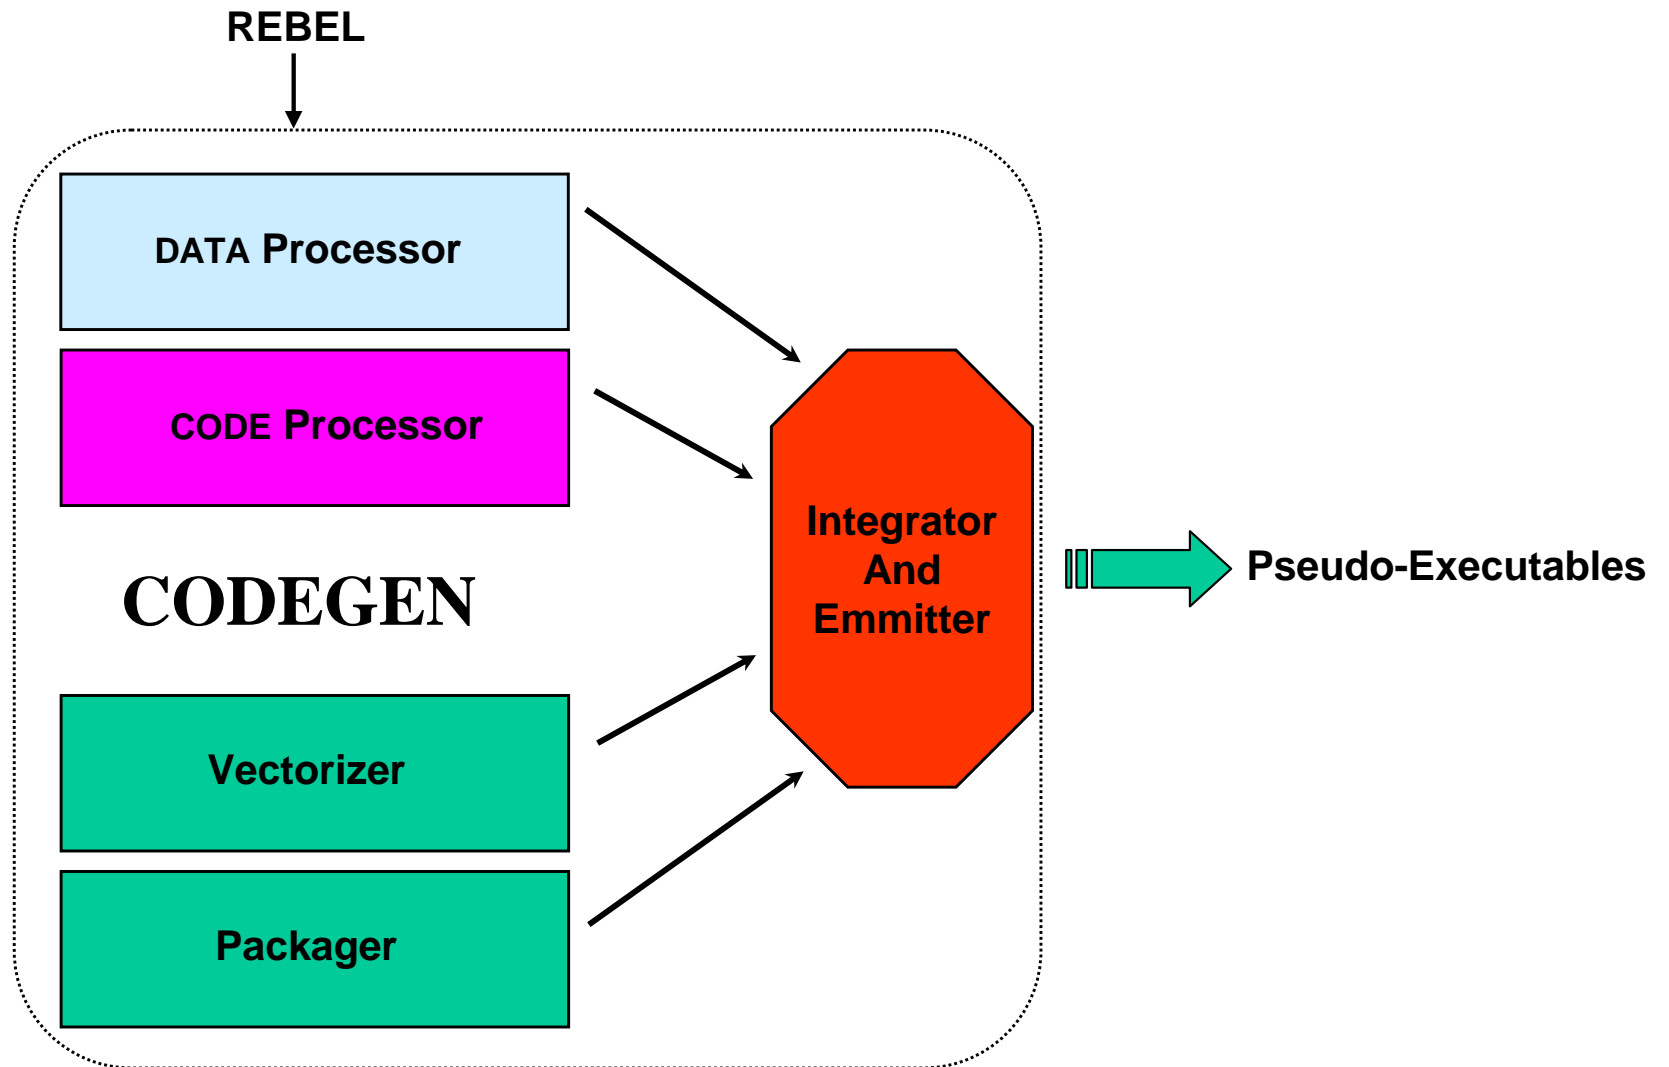 REBEL
DATA Processor
CODE Processor
CODEGEN
Vectorizer
Packager
Integrator
And
Emmitter
Pseudo-Executables